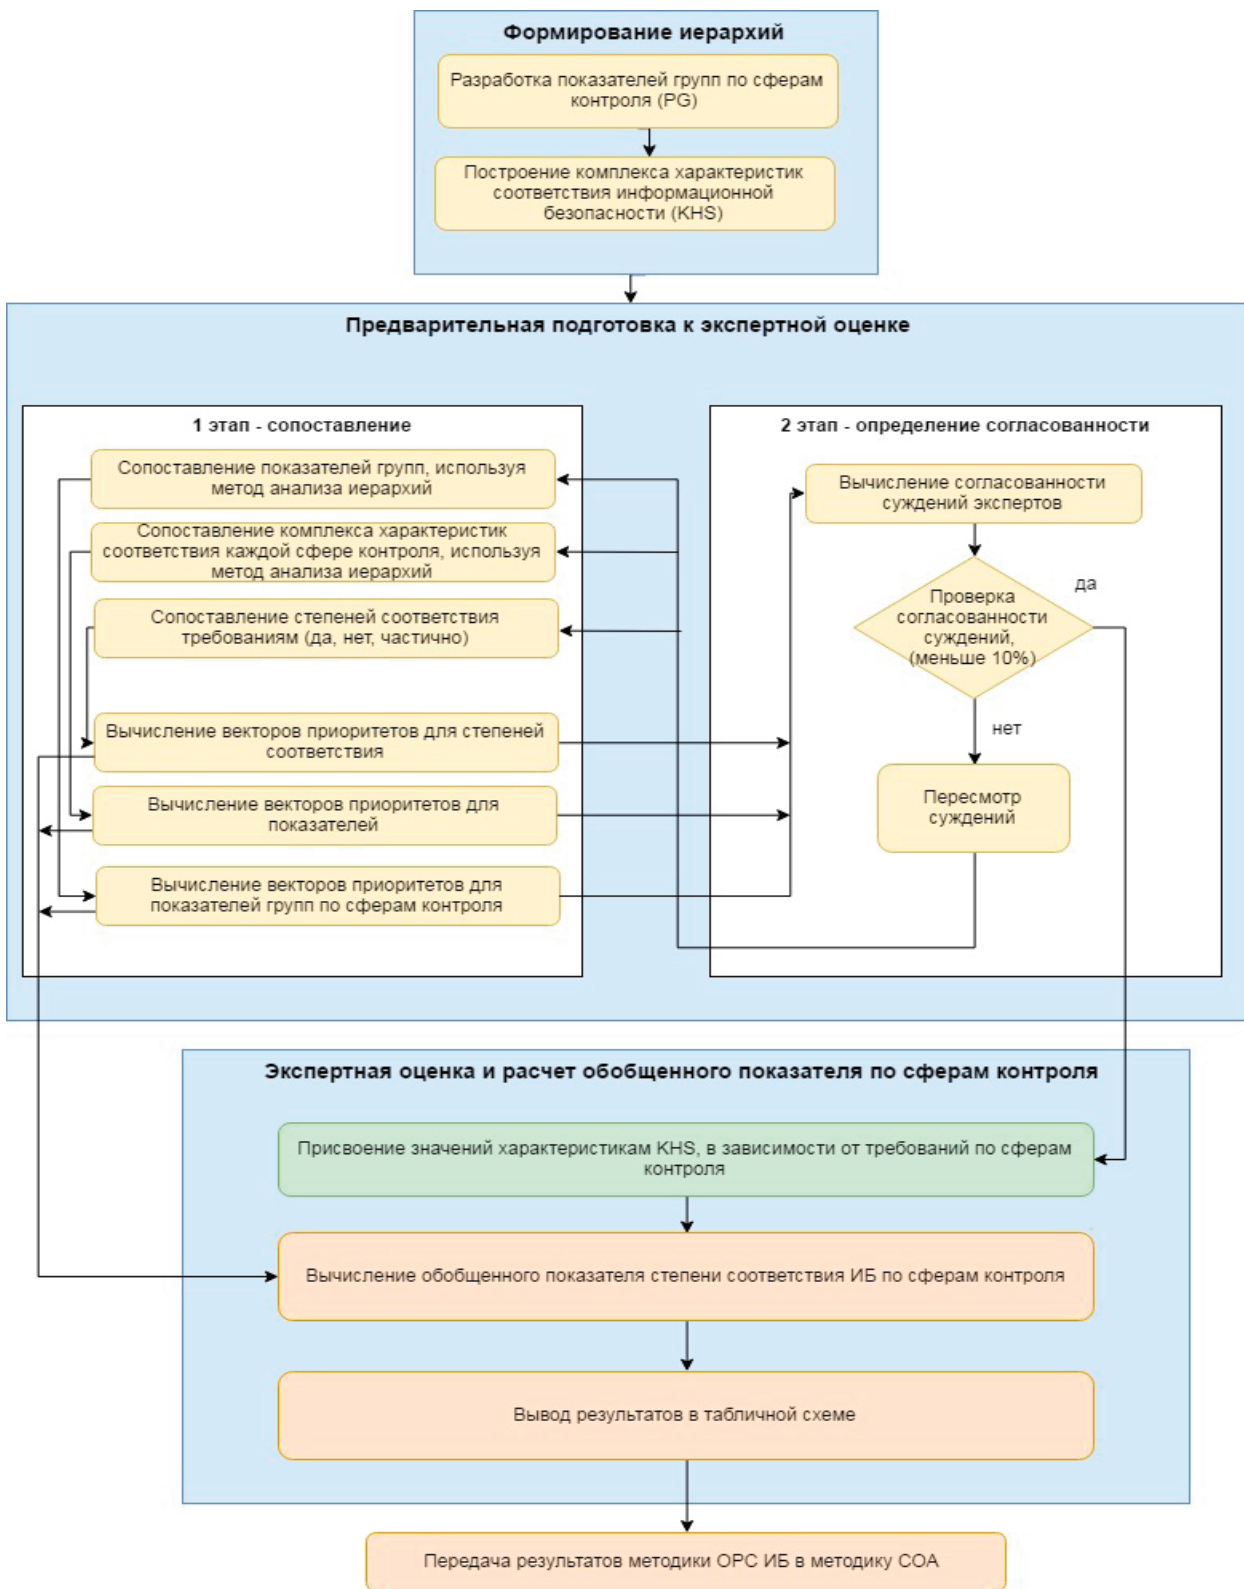 Формирование иерархий
Разработка показателей групп по сферам
контроля (PG)
Построение комплекса характеристик
соответствия информационной
безопасности (KHS)
Предварительная подготовка к экспертной оценке
1 этап - сопоставление
Сопоставление показателей групп, используя
метод анализа иерархий
Сопоставление комплекса характеристик
соответствия каждой сфере контроля, используя
метод анализа иерархий
Сопоставление степеней соответствия
требованиям (да, нет, частично)
Вычисление векторов приоритетов для степеней
соответствия
Вычисление векторов приоритетов для
показателей
Вычисление векторов приоритетов для
показателей групп по сферам контроля
2 этап - определение согласованности
Вычисление согласованности
суждений экспертов
Проверка
согласованности
суждений,
(меньше 10%)
да
нет
Пересмотр
суждений
Экспертная оценка и расчет обобщенного показателя по сферам контроля
Присвоение значений характеристикам KHS, в зависимости от требований по сферам
контроля
Вычисление обобщенного показателя степени соответствия ИБ по сферам контроля
Вывод результатов в табличной схеме
Передача результатов методики ОРС ИБ в методику СОА